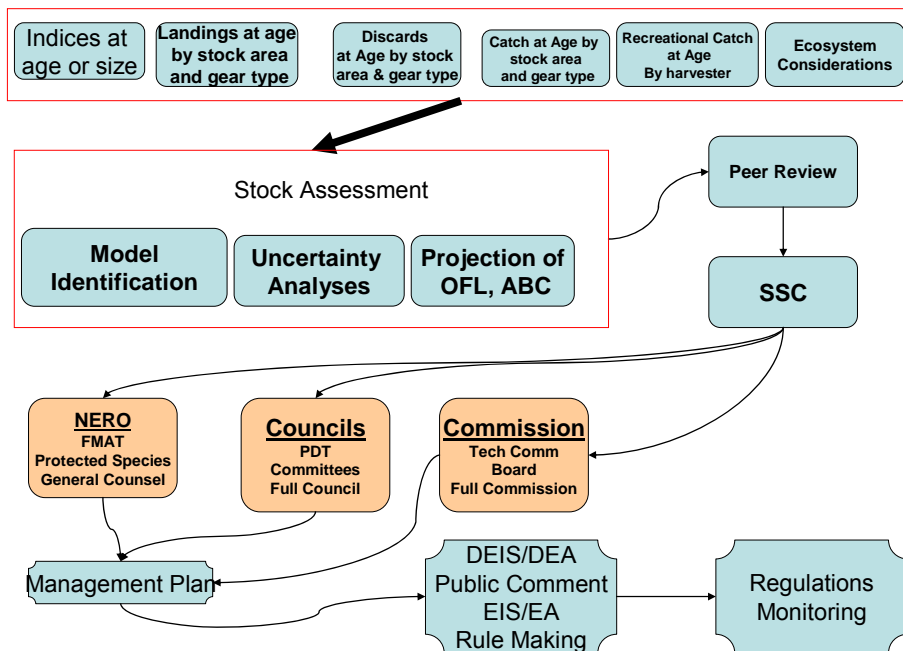 Indices at
age or size
Landings at age
by stock area
and gear type
Discards
at Age by stock
area & gear type
Catch at Age by
stock area
and gear type
Recreational Catch
at Age
By harvester
Ecosystem
Considerations
Stock Assessment
Model
Identification
Uncertainty
Analyses
Projection of
OFL, ABC
Peer Review
SSC
NERO
FMAT
Protected Species
General Counsel
Councils
PDT
Committees
Full Council
Commission
Tech Comm
Board
Full Commission
Management Plan
DEIS/DEA
Public Comment
EIS/EA
Rule Making
Regulations
Monitoring